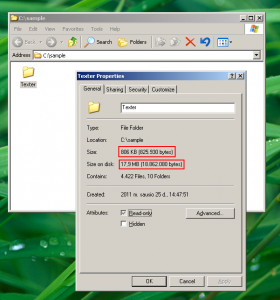 C:\sample
File Edit View Favorites Tools Help
Back Search Folders
Address C:\sample
Texter
Texter Properties
General Sharing Security Customize
Texter
Type: File Folder
Location: C:\sample
Size: 806 KB (825.930 bytes)
Size on disk: 17,9 MB (18.862.080 bytes)
Contains: 4.422 Files, 10 Folders
Created: 2011 m. sausio 25 d., 14:47:51
Attributes: Read-only Advanced...
Hidden
OK Cancel Apply